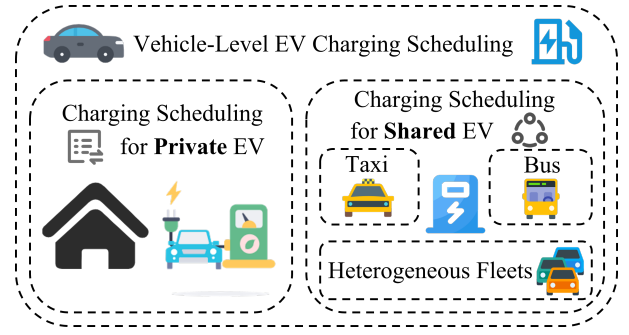 Vehicle-Level EV Charging Scheduling
Charging Scheduling
for Private EV
Charging Scheduling
for Shared EV
Taxi
Bus
Heterogeneous Fleets